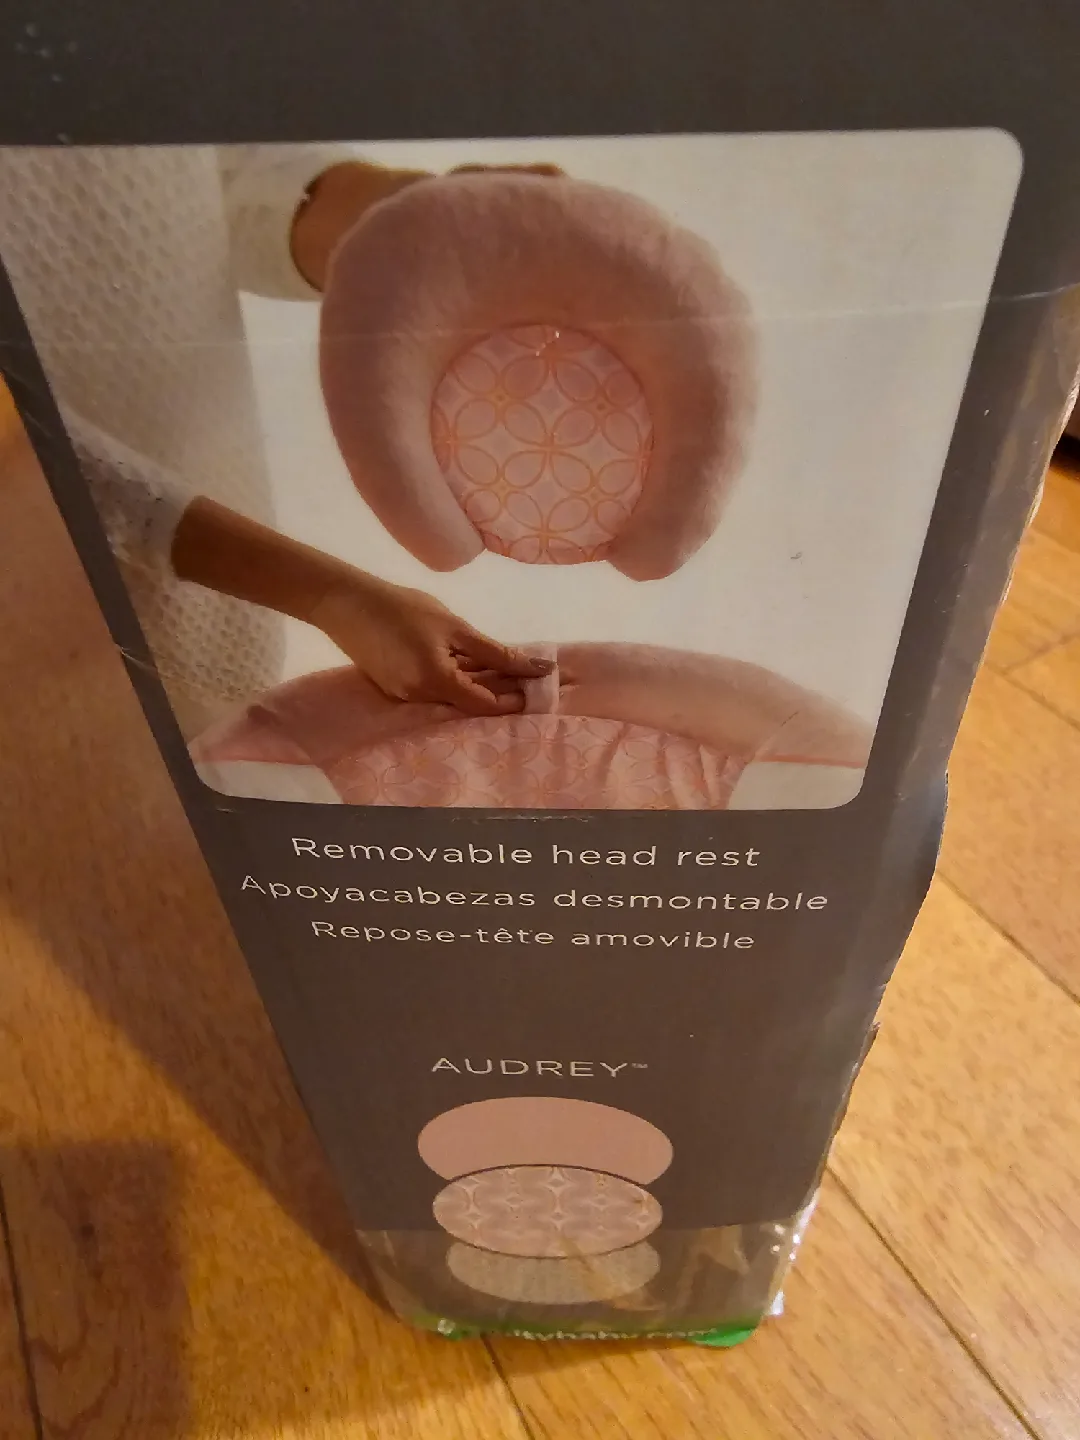 Removable head rest
Apoyacabezas desmontable
Repose-tête amovible
AUDREY™